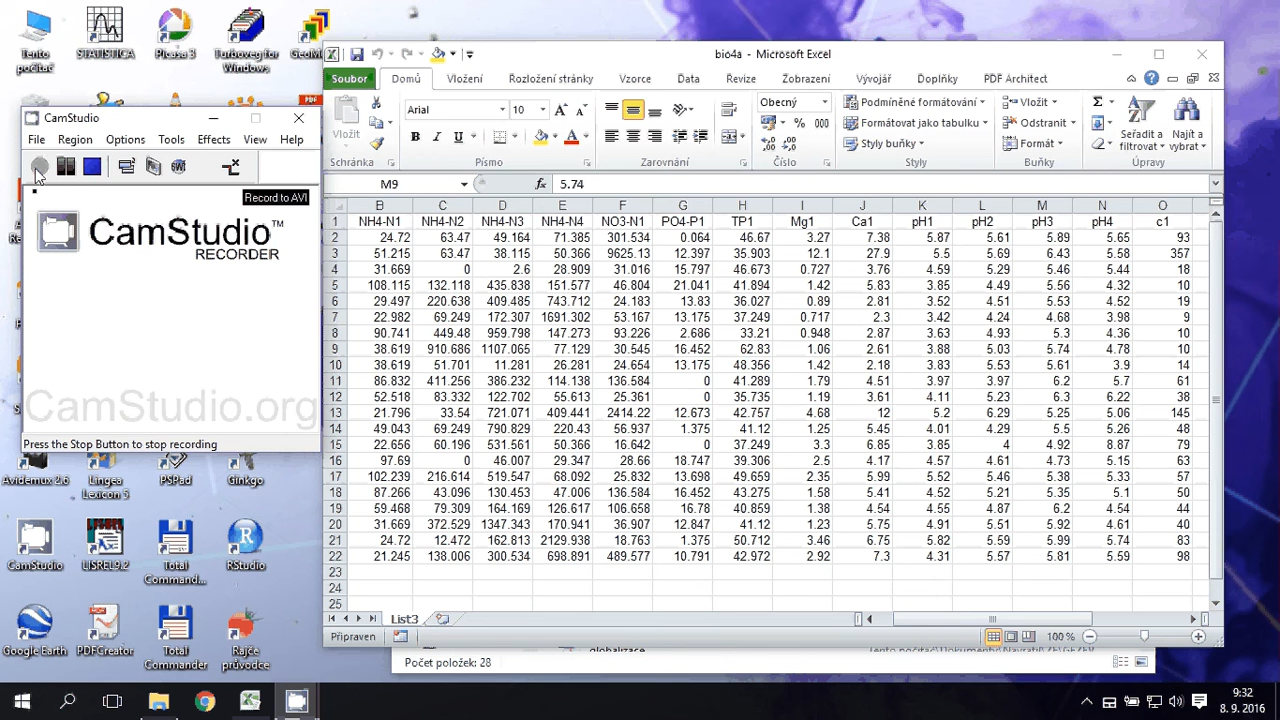 Tento počítač
STATISTICA
Picasa 3
Turboveg for Windows
PDF
CamStudio
File Region Options Tools Effects View Help
Record to AVI
CamStudio™
RECORDER
CamStudio.org
Press the Stop Button to stop recording
Avidemux 2.6
Lingea Lexicon 5
PSPad
Ginkgo
CamStudio
LISREL9.2
Total Command...
RStudio
Google Earth
PDFCreator
Total Commander
Rajče průvodce
bio4a - Microsoft Excel
Soubor Domů Vložení Rozložení stránky Vzorce Data Revize Zobrazení Vývojář Doplňky PDF Architect
Vložit
Arial 10
Obecný
Podmíněné formátování
Formátovat jako tabulku
Styly buňky
Vložit
Odstranit
Formát
Seřadit a filtrovat
Najít a vybrat
Schránka Písmo Zarovnání Číslo Styly Buňky Úpravy
M9 fx 5.74
B C D E F G H I J K L M N O
1 NH4-N1 NH4-N2 NH4-N3 NH4-N4 NO3-N1 PO4-P1 TP1 Mg1 Ca1 pH1 pH2 pH3 pH4 c1
2 24.72 63.47 49.164 71.385 301.534 0.064 46.67 3.27 7.38 5.87 5.61 5.89 5.65 93
3 51.215 63.47 38.115 50.366 9625.13 12.397 35.903 12.1 27.9 5.5 5.69 6.43 5.58 357
4 31.669 0 2.6 28.909 31.016 15.797 46.673 0.727 3.76 4.59 5.29 5.46 5.44 18
5 108.115 132.118 435.838 151.577 46.804 21.041 41.894 1.42 5.83 3.85 4.49 5.56 4.32 10
6 29.497 220.638 409.485 743.712 24.183 13.83 36.027 0.89 2.81 3.52 4.51 5.53 4.52 19
7 22.982 69.249 172.307 1691.302 53.167 13.175 37.249 0.717 2.3 3.42 4.24 4.68 3.98 9
8 90.741 449.48 959.798 147.273 93.226 2.686 33.21 0.948 2.87 3.63 4.93 5.3 4.36 10
9 38.619 910.686 1107.065 77.129 30.545 16.452 62.83 1.06 2.61 3.88 5.03 5.74 4.78 10
10 38.619 51.701 11.281 26.281 24.654 13.175 48.356 1.42 2.18 3.83 5.53 5.61 3.9 14
11 86.832 411.256 386.232 114.138 136.584 0 41.289 1.79 4.51 3.97 3.97 6.2 5.7 61
12 52.518 83.332 122.702 55.613 25.361 0 35.735 1.19 3.61 4.11 5.23 6.3 6.22 38
13 21.796 33.54 721.071 409.441 2414.22 12.673 42.757 4.68 12 5.2 6.29 5.25 5.06 145
14 49.043 69.249 790.829 220.43 56.937 1.375 41.12 1.25 5.45 4.01 4.29 5.5 5.26 48
15 22.656 60.196 531.561 50.366 16.642 0 37.249 3.3 6.85 3.85 4 4.92 8.87 79
16 97.69 0 46.007 29.347 28.66 18.747 39.306 2.5 4.17 4.57 4.61 4.73 5.15 63
17 102.239 216.614 519.547 68.092 25.832 13.698 49.659 2.35 5.99 5.52 5.46 5.38 5.33 57
18 87.266 43.096 130.453 47.006 136.584 16.452 43.275 1.58 5.41 4.52 5.21 5.35 5.1 50
19 59.468 79.309 164.169 126.617 106.658 16.78 40.859 1.38 4.54 4.55 4.87 6.2 4.54 44
20 31.669 372.529 1347.343 170.941 36.907 12.847 41.12 1.23 5.75 4.91 5.51 5.92 4.61 40
21 24.72 12.472 162.813 2129.938 18.763 1.375 50.712 3.46 6.75 5.82 5.59 5.99 5.74 83
22 21.245 138.006 300.534 698.891 489.577 10.791 42.972 2.92 7.3 4.31 5.57 5.81 5.59 98
23
24
25
List3
Připraven 100 %
Počet položek: 28
9:32
8. 9. 2016